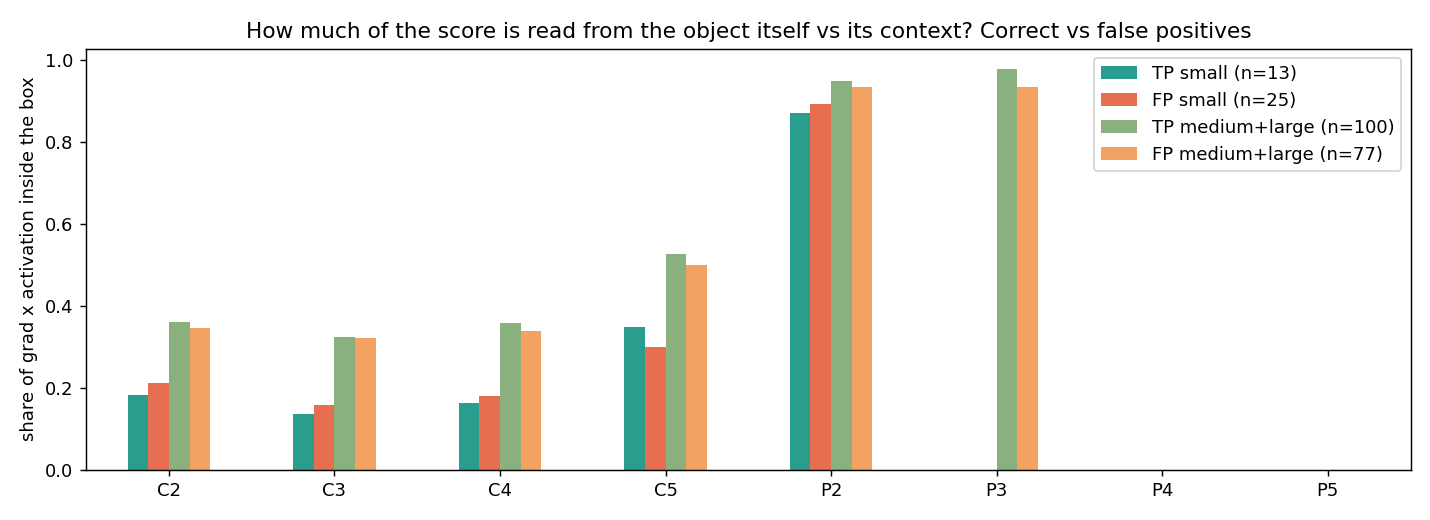 How much of the score is read from the object itself vs its context? Correct vs false positives
share of grad x activation inside the box
1.0
0.8
0.6
0.4
0.2
0.0
TP small (n=13)
FP small (n=25)
TP medium+large (n=100)
FP medium+large (n=77)
C2 C3 C4 C5 P2 P3 P4 P5